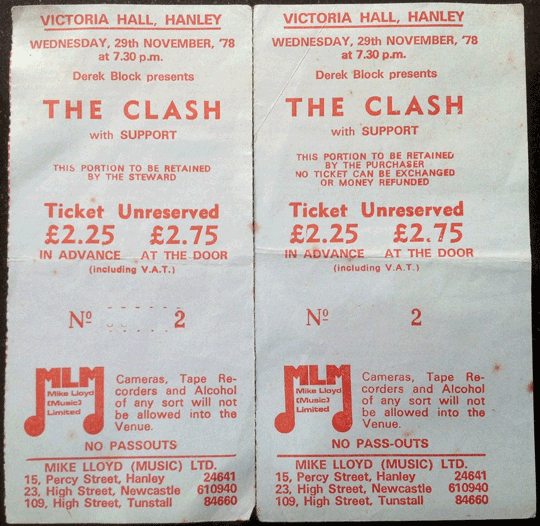 VICTORIA HALL, HANLEY
WEDNESDAY, 29th NOVEMBER, '78
at 7.30 p.m.
Derek Block presents
THE CLASH
with SUPPORT
THIS PORTION TO BE RETAINED
BY THE STEWARD
Ticket Unreserved
£2.25 £2.75
IN ADVANCE AT THE DOOR
(including V.A.T.)
Nº 2
MLM
Mike Lloyd
(Music)
Limited
Cameras, Tape Re-
corders and Alcohol
of any sort will not
be allowed into the
Venue.
NO PASSOUTS
MIKE LLOYD (MUSIC) LTD.
15, Percy Street, Hanley 24641
23, High Street, Newcastle 610940
109, High Street, Tunstall 84660
VICTORIA HALL, HANLEY
WEDNESDAY, 29th NOVEMBER, '78
at 7.30 p.m.
Derek Block presents
THE CLASH
with SUPPORT
THIS PORTION TO BE RETAINED
BY THE PURCHASER
NO TICKET CAN BE EXCHANGED
OR MONEY REFUNDED
Ticket Unreserved
£2.25 £2.75
IN ADVANCE AT THE DOOR
(including V.A.T.)
Nº 2
MLM
Mike Lloyd
(Music)
Limited
Cameras, Tape Re-
corders and Alcohol
of any sort will not
be allowed into the
Venue.
NO PASS-OUTS
MIKE LLOYD (MUSIC) LTD.
15, Percy Street, Hanley 24641
23, High Street, Newcastle 610940
109, High Street, Tunstall 84660